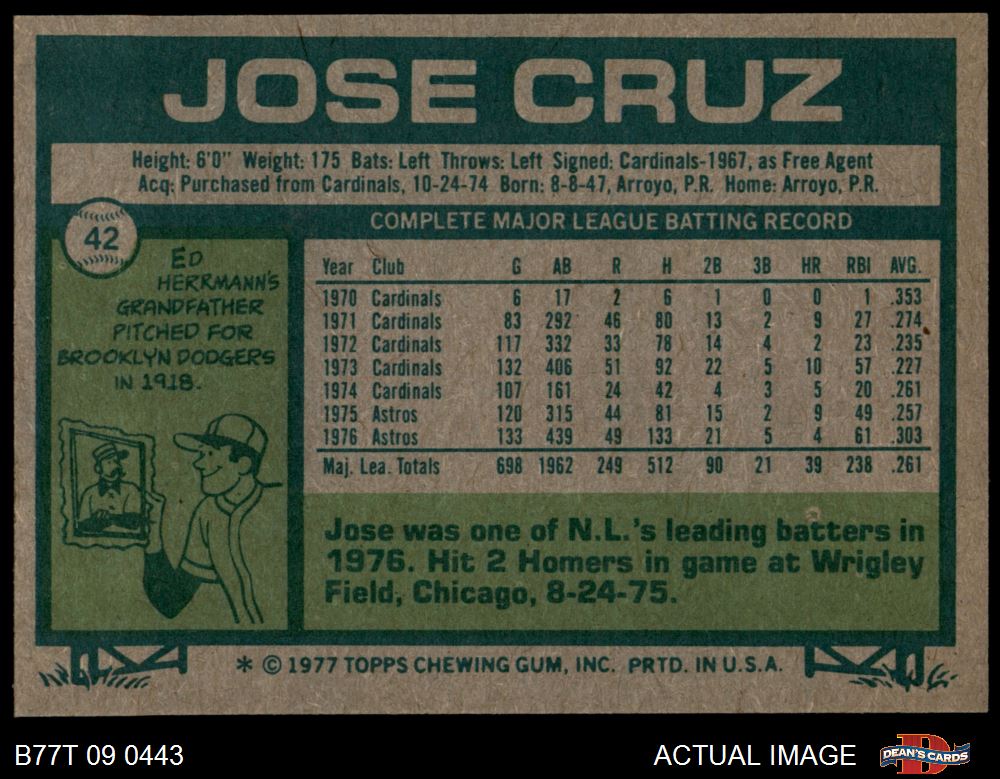 JOSE CRUZ
Height: 6'0" Weight: 175 Bats: Left Throws: Left Signed: Cardinals-1967, as Free Agent
Acq: Purchased from Cardinals, 10-24-74 Born: 8-8-47, Arroyo, P.R. Home: Arroyo, P.R.
COMPLETE MAJOR LEAGUE BATTING RECORD
42
ED
HERRMANN'S
GRANDFATHER
PITCHED FOR
BROOKLYN DODGERS
IN 1918.
Year Club G AB R H 2B 3B HR RBI AVG.
1970 Cardinals 6 17 2 6 1 0 0 1 .353
1971 Cardinals 83 292 46 80 13 2 9 27 .274
1972 Cardinals 117 332 33 78 14 4 2 23 .235
1973 Cardinals 132 406 51 92 22 5 10 57 .227
1974 Cardinals 107 161 24 42 4 3 5 20 .261
1975 Astros 120 315 44 81 15 2 9 49 .257
1976 Astros 133 439 49 133 21 5 4 61 .303
Maj. Lea. Totals 698 1962 249 512 90 21 39 238 .261
Jose was one of N.L.'s leading batters in
1976. Hit 2 Homers in game at Wrigley
Field, Chicago, 8-24-75.
* © 1977 TOPPS CHEWING GUM, INC. PRTD. IN U.S.A.
B77T 09 0443
ACTUAL IMAGE
DEAN'S CARDS